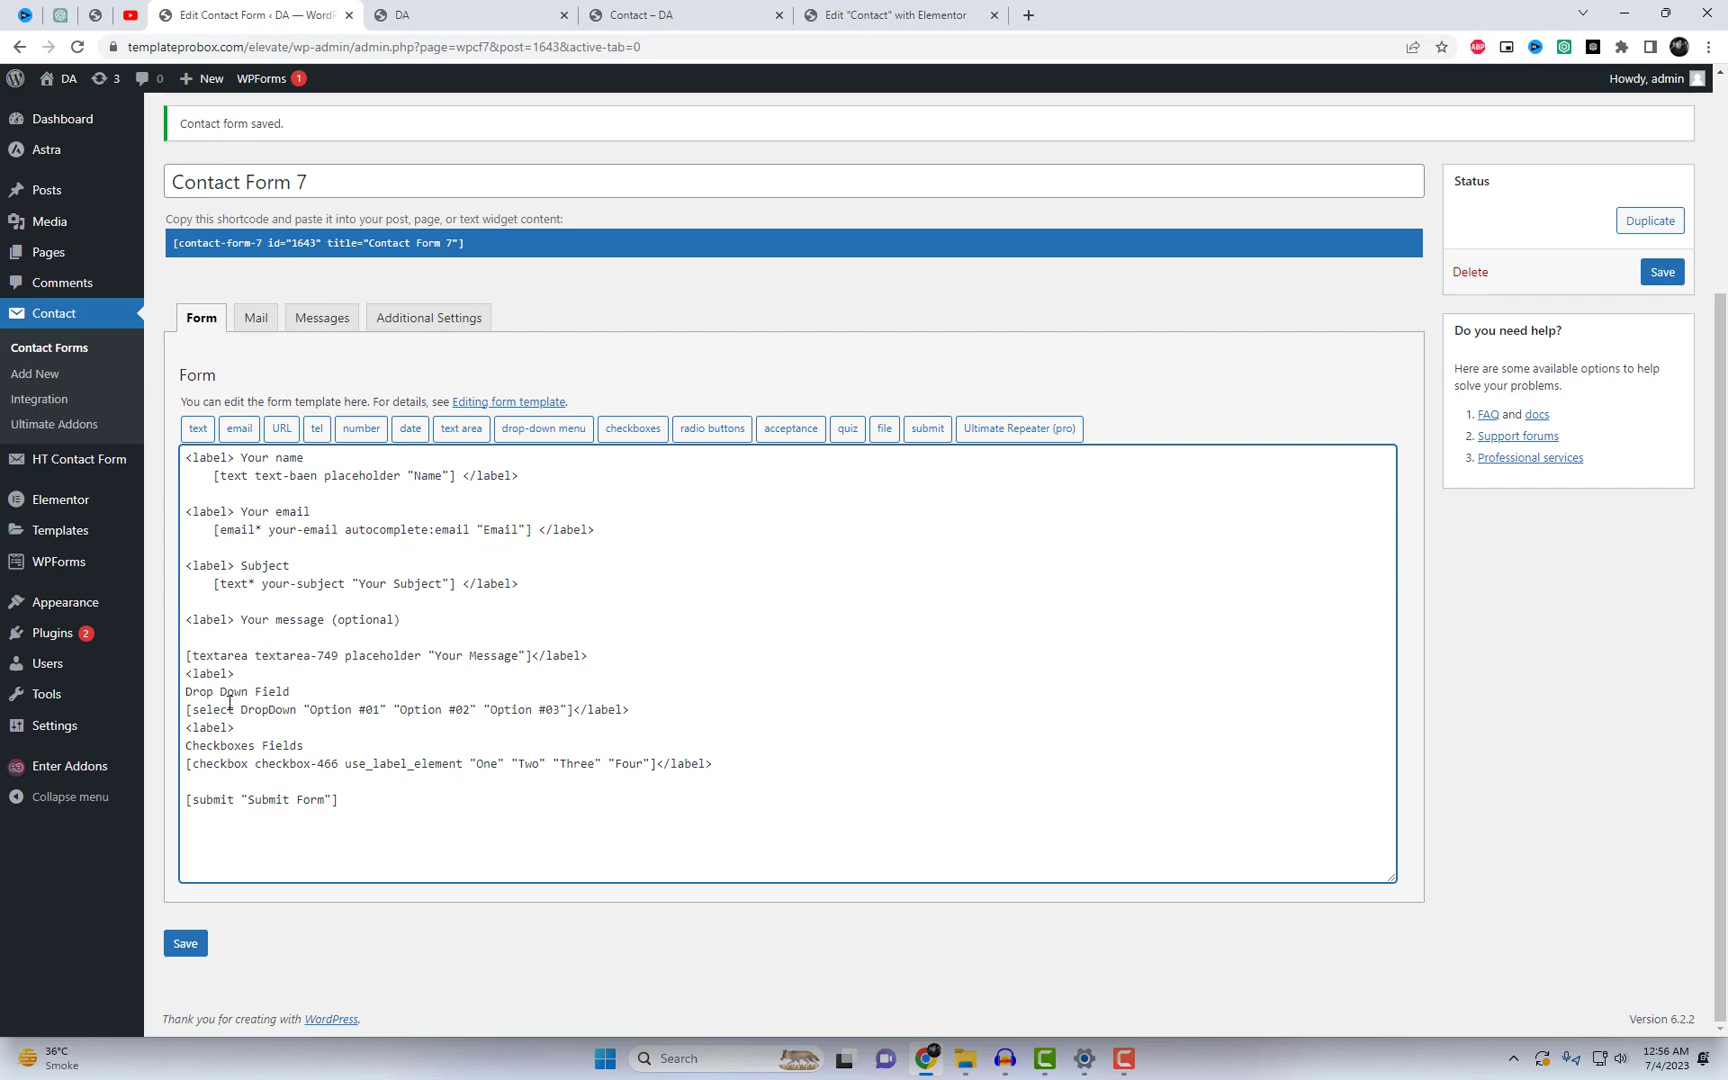 Edit Contact Form ‹ DA — WordP
DA
Contact – DA
Edit "Contact" with Elementor
templateprobox.com/elevate/wp-admin/admin.php?page=wpcf7&post=1643&active-tab=0
DA
3
0
New
WPForms 1
Howdy, admin
Dashboard
Astra
Posts
Media
Pages
Comments
Contact
Contact Forms
Add New
Integration
Ultimate Addons
HT Contact Form
Elementor
Templates
WPForms
Appearance
Plugins 2
Users
Tools
Settings
Enter Addons
Collapse menu
Contact form saved.
Contact Form 7
Copy this shortcode and paste it into your post, page, or text widget content:
[contact-form-7 id="1643" title="Contact Form 7"]
Form
Mail
Messages
Additional Settings
Form
You can edit the form template here. For details, see Editing form template.
text
email
URL
tel
number
date
text area
drop-down menu
checkboxes
radio buttons
acceptance
quiz
file
submit
Ultimate Repeater (pro)
<label> Your name
[text text-baen placeholder "Name"] </label>
<label> Your email
[email* your-email autocomplete:email "Email"] </label>
<label> Subject
[text* your-subject "Your Subject"] </label>
<label> Your message (optional)
[textarea textarea-749 placeholder "Your Message"]</label>
<label>
Drop Down Field
[select DropDown "Option #01" "Option #02" "Option #03"]</label>
<label>
Checkboxes Fields
[checkbox checkbox-466 use_label_element "One" "Two" "Three" "Four"]</label>
[submit "Submit Form"]
Save
Status
Duplicate
Delete
Save
Do you need help?
Here are some available options to help
solve your problems.
1. FAQ and docs
2. Support forums
3. Professional services
Thank you for creating with WordPress.
Version 6.2.2
36°C
Smoke
Search
12:56 AM
7/4/2023